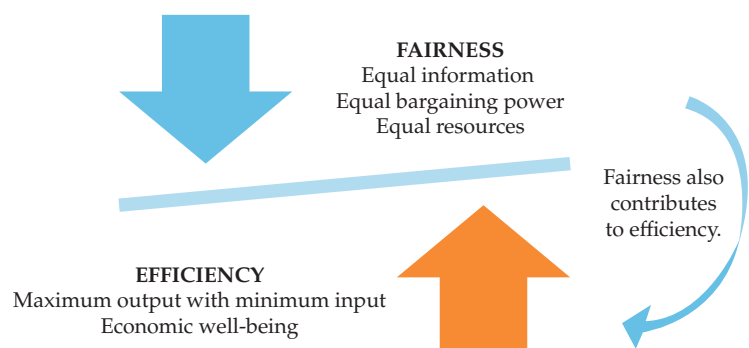 FAIRNESS
Equal information
Equal bargaining power
Equal resources
Fairness also
contributes
to efficiency.
EFFICIENCY
Maximum output with minimum input
Economic well-being